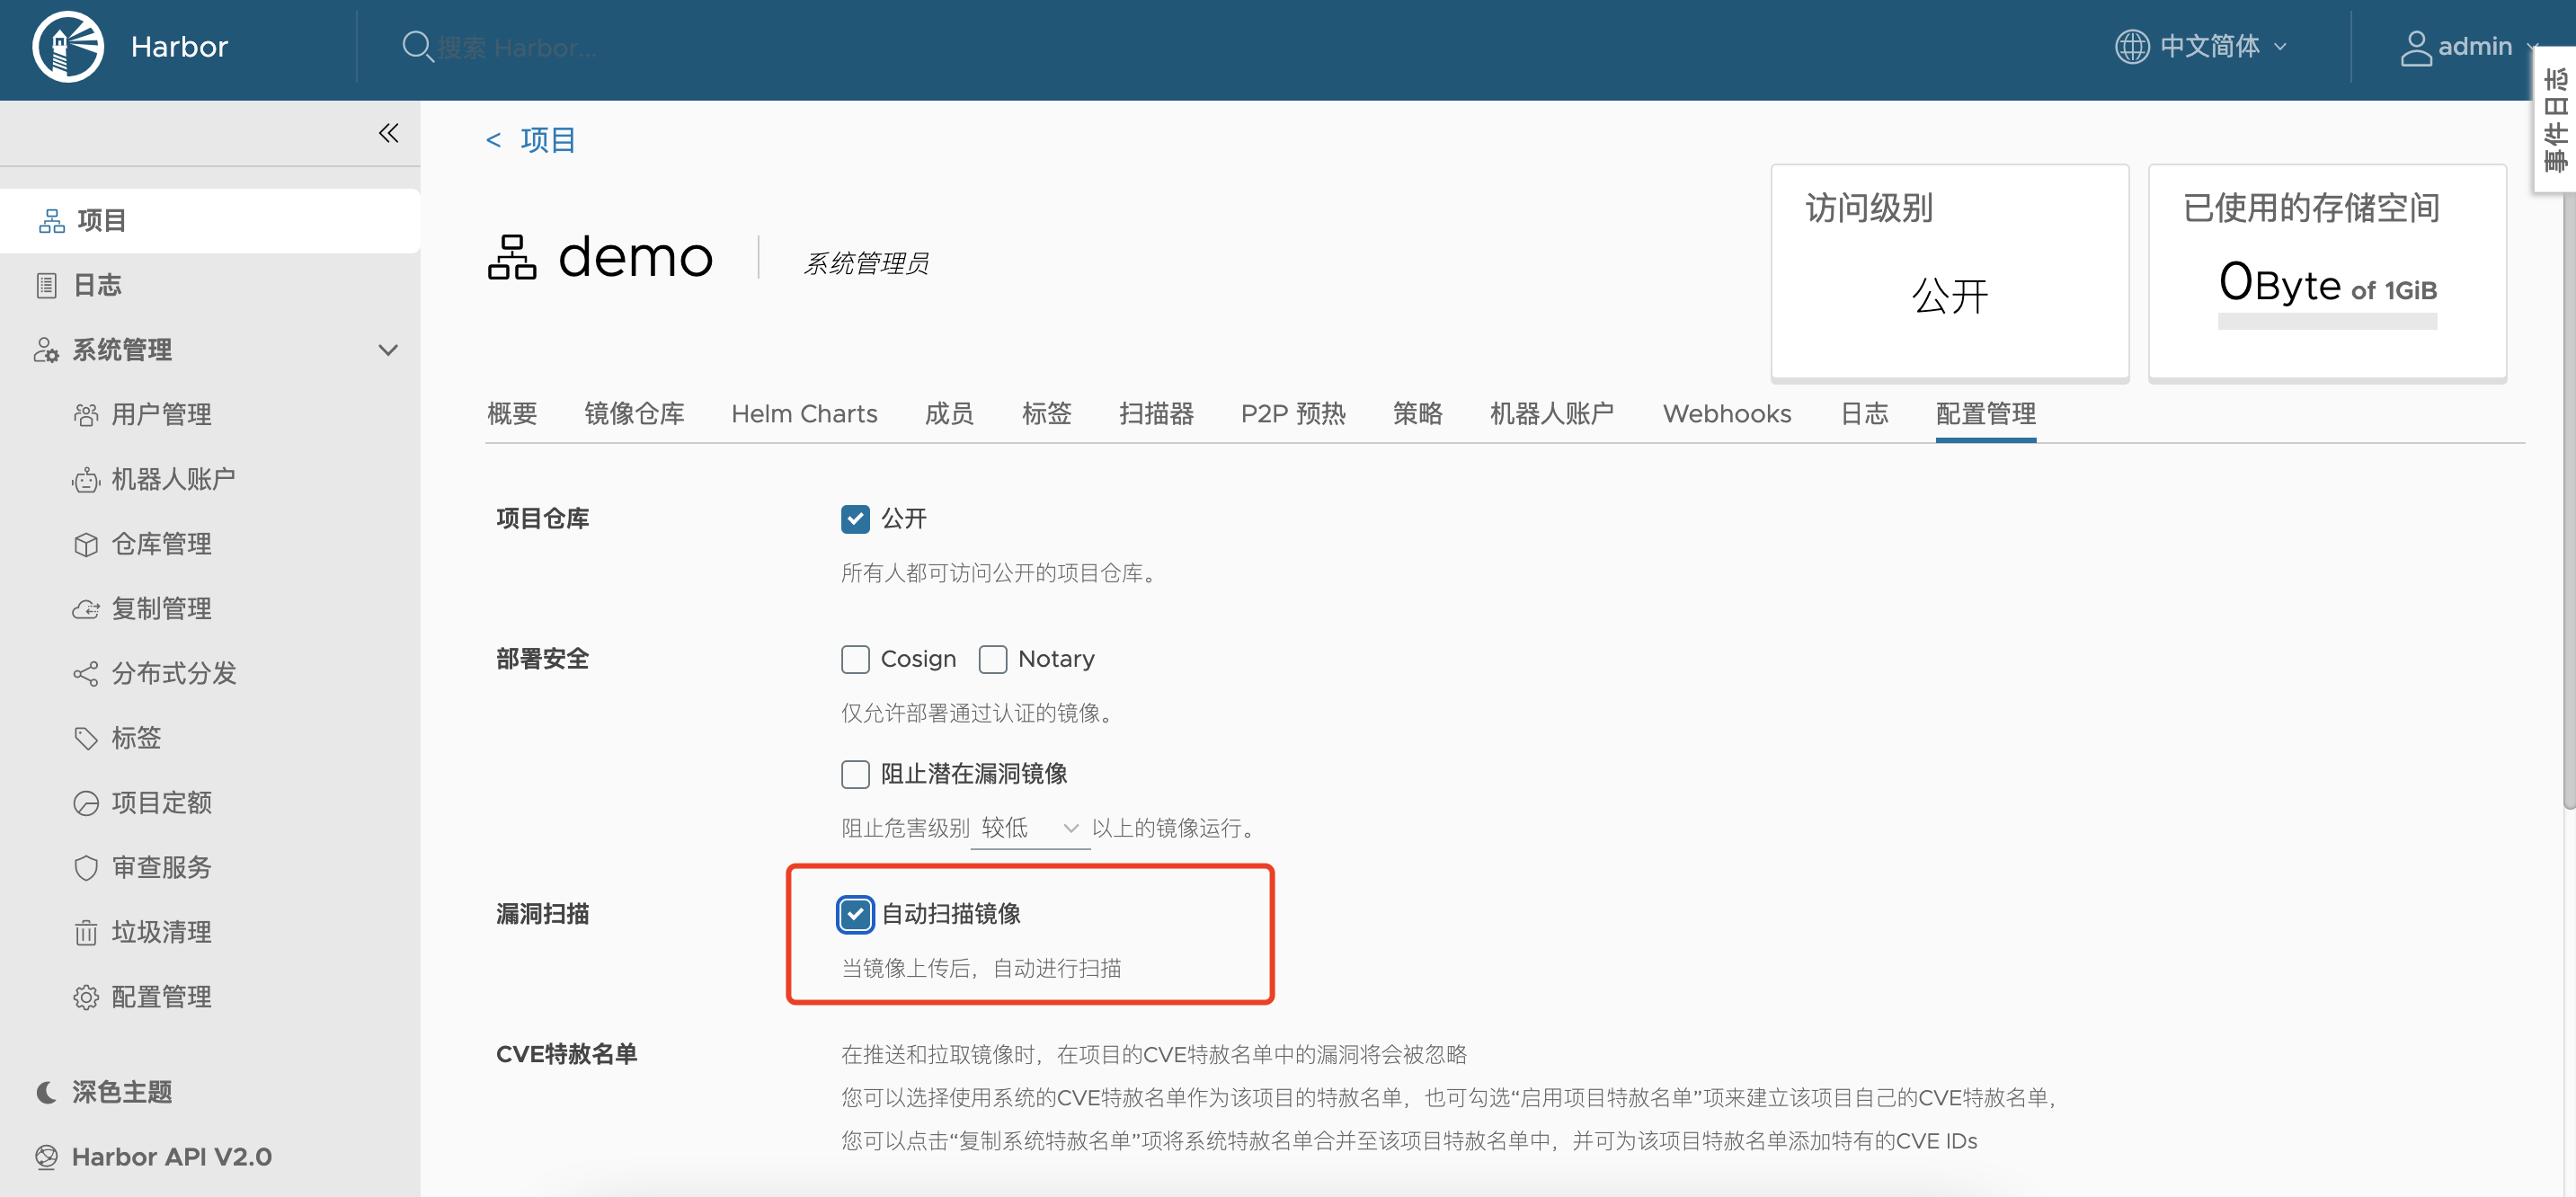 Harbor
搜索 Harbor...
中文简体
admin
事件日志
项目
日志
系统管理
用户管理
机器人账户
仓库管理
复制管理
分布式分发
标签
项目定额
审查服务
垃圾清理
配置管理
深色主题
Harbor API V2.0
< 项目
demo
系统管理员
访问级别
公开
已使用的存储空间
0Byte of 1GiB
概要 镜像仓库 Helm Charts 成员 标签 扫描器 P2P 预热 策略 机器人账户 Webhooks 日志 配置管理
项目仓库 公开
所有人都可访问公开的项目仓库。
部署安全 Cosign Notary
仅允许部署通过认证的镜像。
阻止潜在漏洞镜像
阻止危害级别 较低 以上的镜像运行。
漏洞扫描 自动扫描镜像
当镜像上传后，自动进行扫描
CVE特赦名单 在推送和拉取镜像时，在项目的CVE特赦名单中的漏洞将会被忽略
您可以选择使用系统的CVE特赦名单作为该项目的特赦名单，也可勾选“启用项目特赦名单”项来建立该项目自己的CVE特赦名单，
您可以点击“复制系统特赦名单”项将系统特赦名单合并至该项目特赦名单中，并可为该项目特赦名单添加特有的CVE IDs